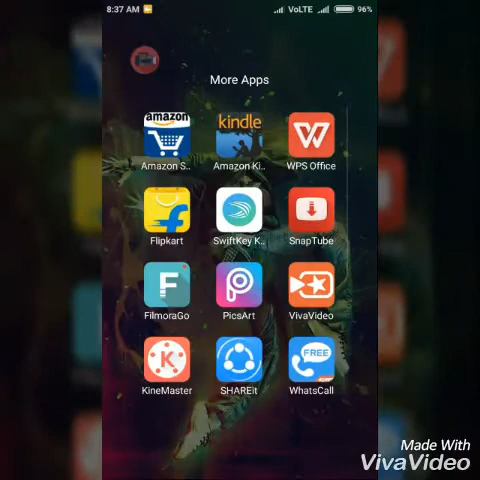 8:37 AM VoLTE 96%
More Apps
amazon kindle W
Amazon S.. Amazon Ki.. WPS Office
Flipkart SwiftKey K.. SnapTube
F P
FilmoraGo PicsArt VivaVideo
K FREE
KineMaster SHAREit WhatsCall
Made With
VivaVideo